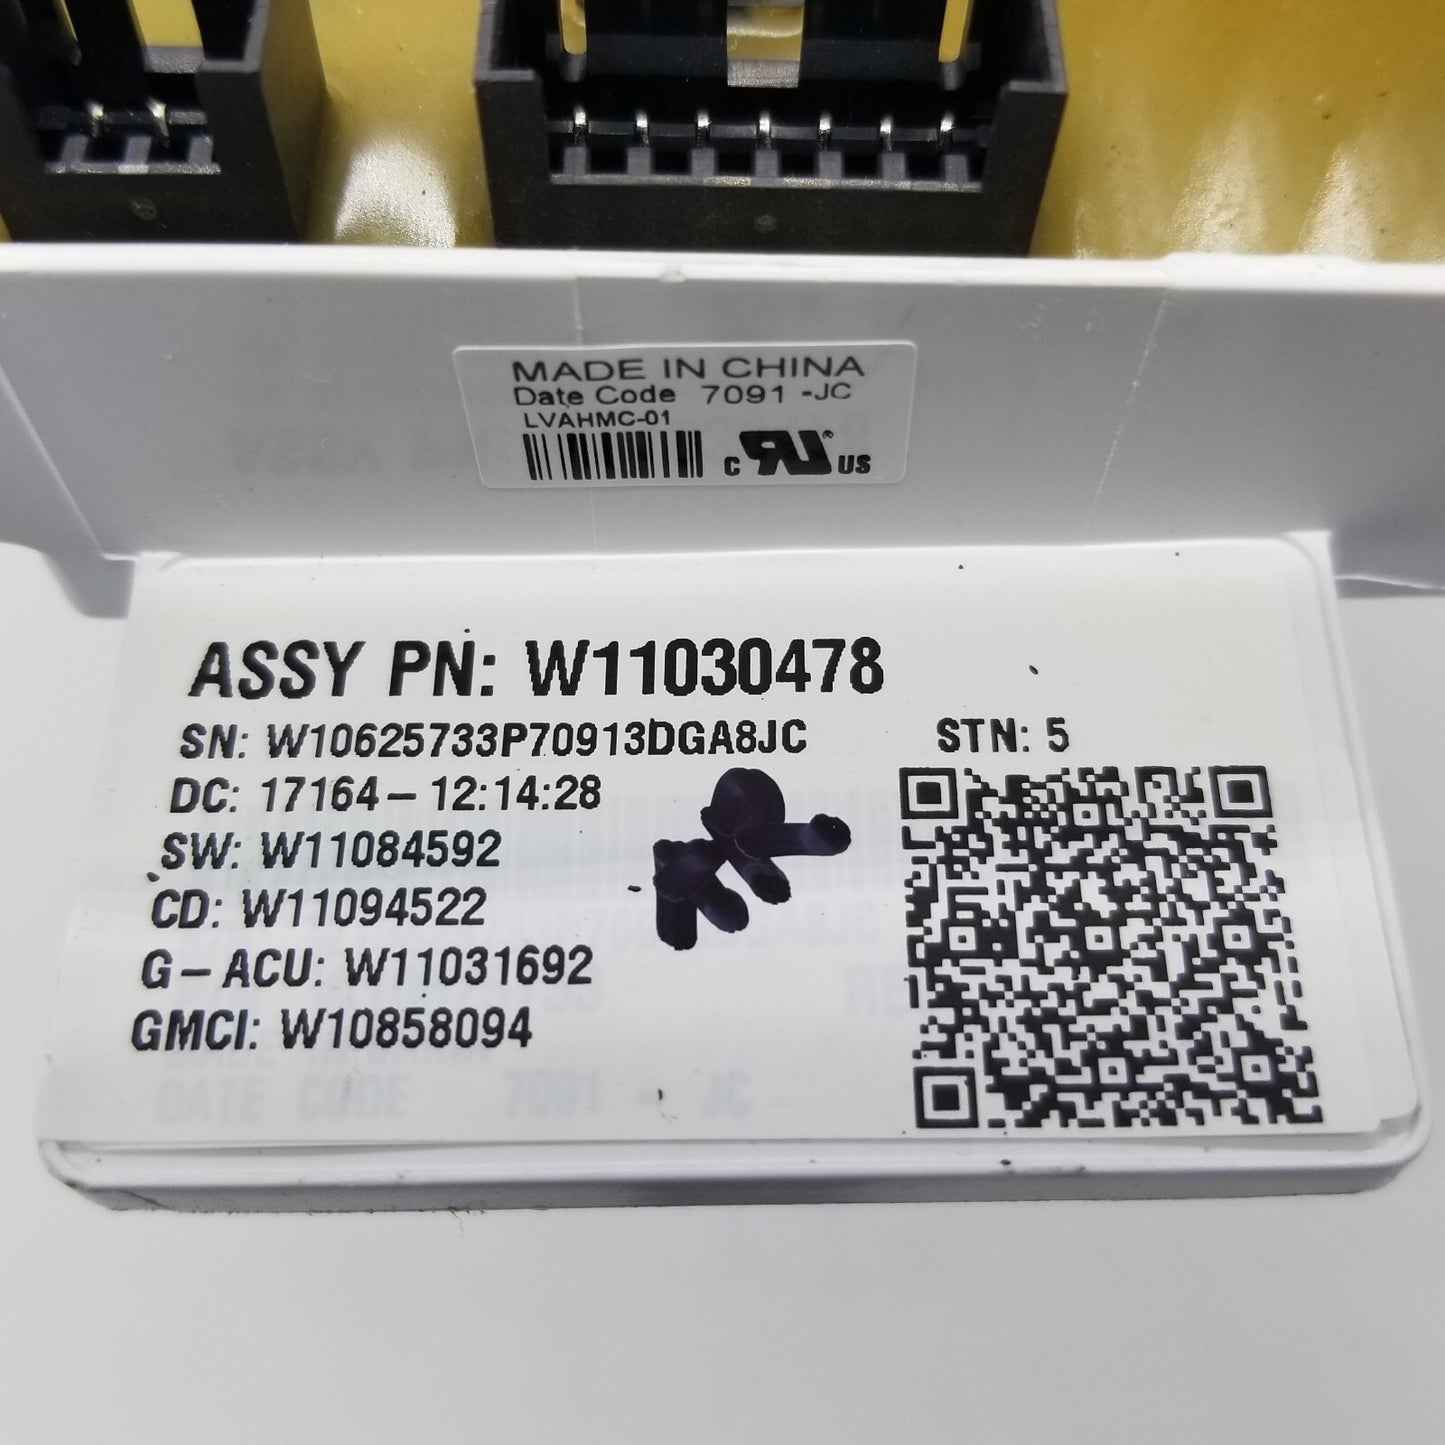 MADE IN CHINA
Date Code 7091 -JC
LVAHMC-01
C US
ASSY PN: W11030478
SN: W10625733P70913DGA8JC
STN: 5
DC: 17164-12:14:28
SW: W11084592
CD: W11094522
G-ACU: W11031692
GMCI: W10858094
DATE CODE 7091 - JC